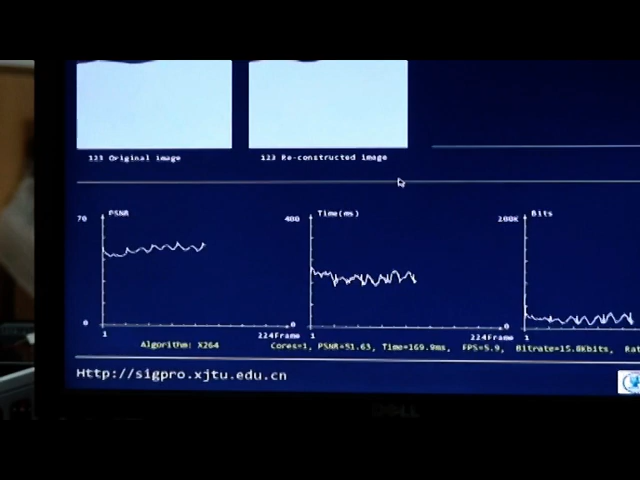 123 Original image
123 Re-constructed image
70 PSNR
400 Time(ms)
200K Bits
0
1
224Frame
0
1
224Frame
0
1
Algorithm: X264
Cores=1, PSNR=51.63, Time=169.9ms, FPS=5.9, Bitrate=15.8Kbits, Rat
Http://sigpro.xjtu.edu.cn
DELL